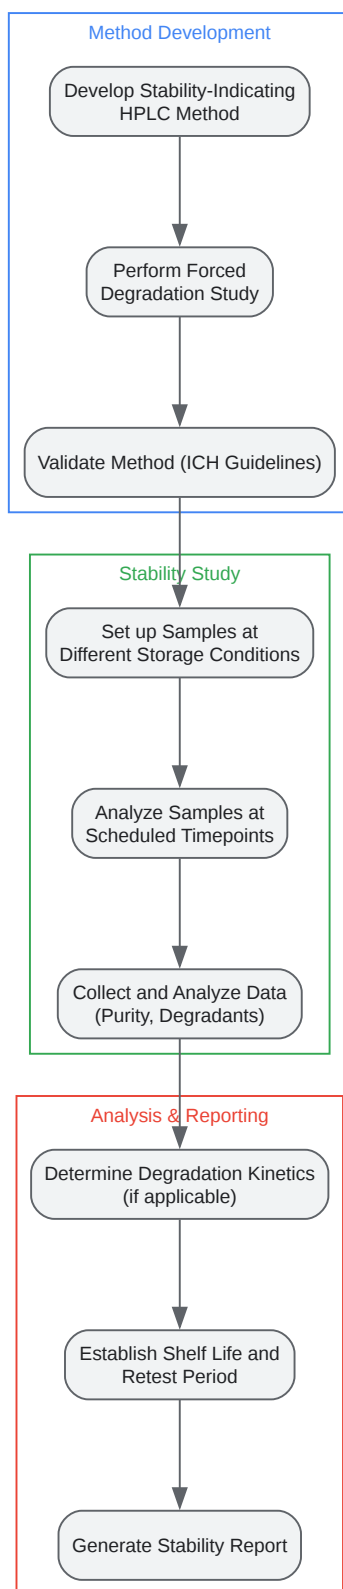 Method Development
Develop Stability-Indicating
HPLC Method
Perform Forced
Degradation Study
Validate Method (ICH Guidelines)
Stability Study
Set up Samples at
Different Storage Conditions
Analyze Samples at
Scheduled Timepoints
Collect and Analyze Data
(Purity, Degradants)
Analysis & Reporting
Determine Degradation Kinetics
(if applicable)
Establish Shelf Life and
Retest Period
Generate Stability Report